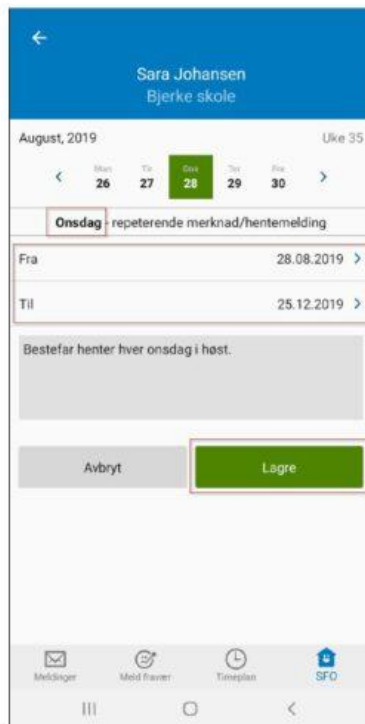 Sara Johansen
Bjerke skole
August, 2019 Uke 35
Man Tir Ons Tor Fre
26 27 28 29 30
Onsdag - repeterende merknad/hentemelding
Fra 28.08.2019
Til 25.12.2019
Bestefar henter hver onsdag i høst.
Avbryt Lagre
Meldinger Meld fravær Timeplan SFO